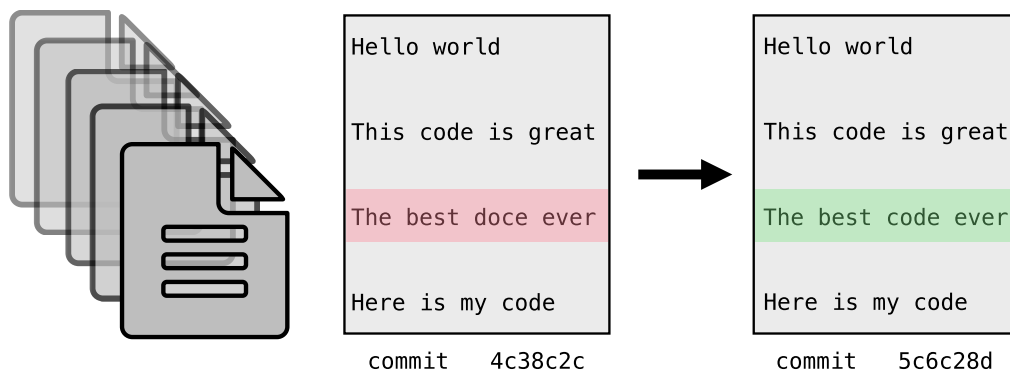 Hello world
This code is great
The best doce ever
Here is my code
commit 4c38c2c
Hello world
This code is great
The best code ever
Here is my code
commit 5c6c28d